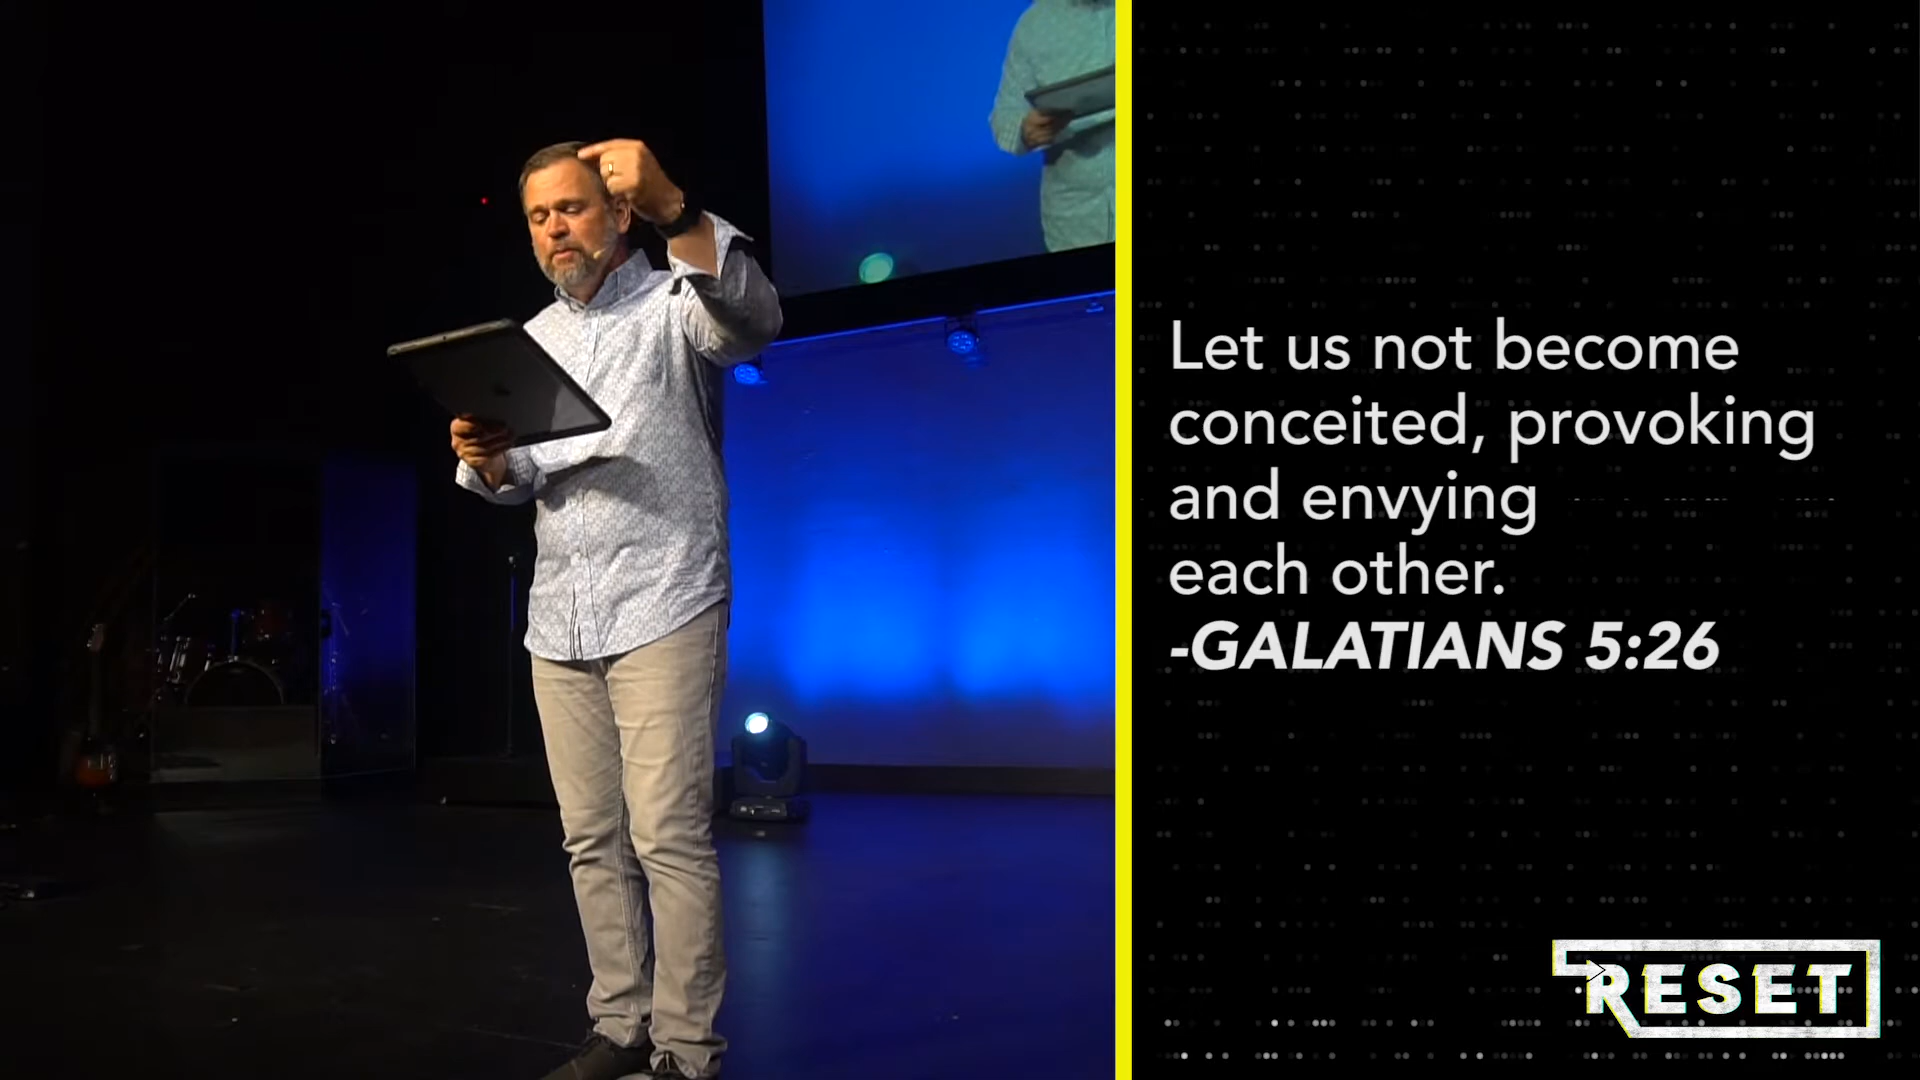 Let us not become
conceited, provoking
and envying
each other.
-GALATIANS 5:26
RESET